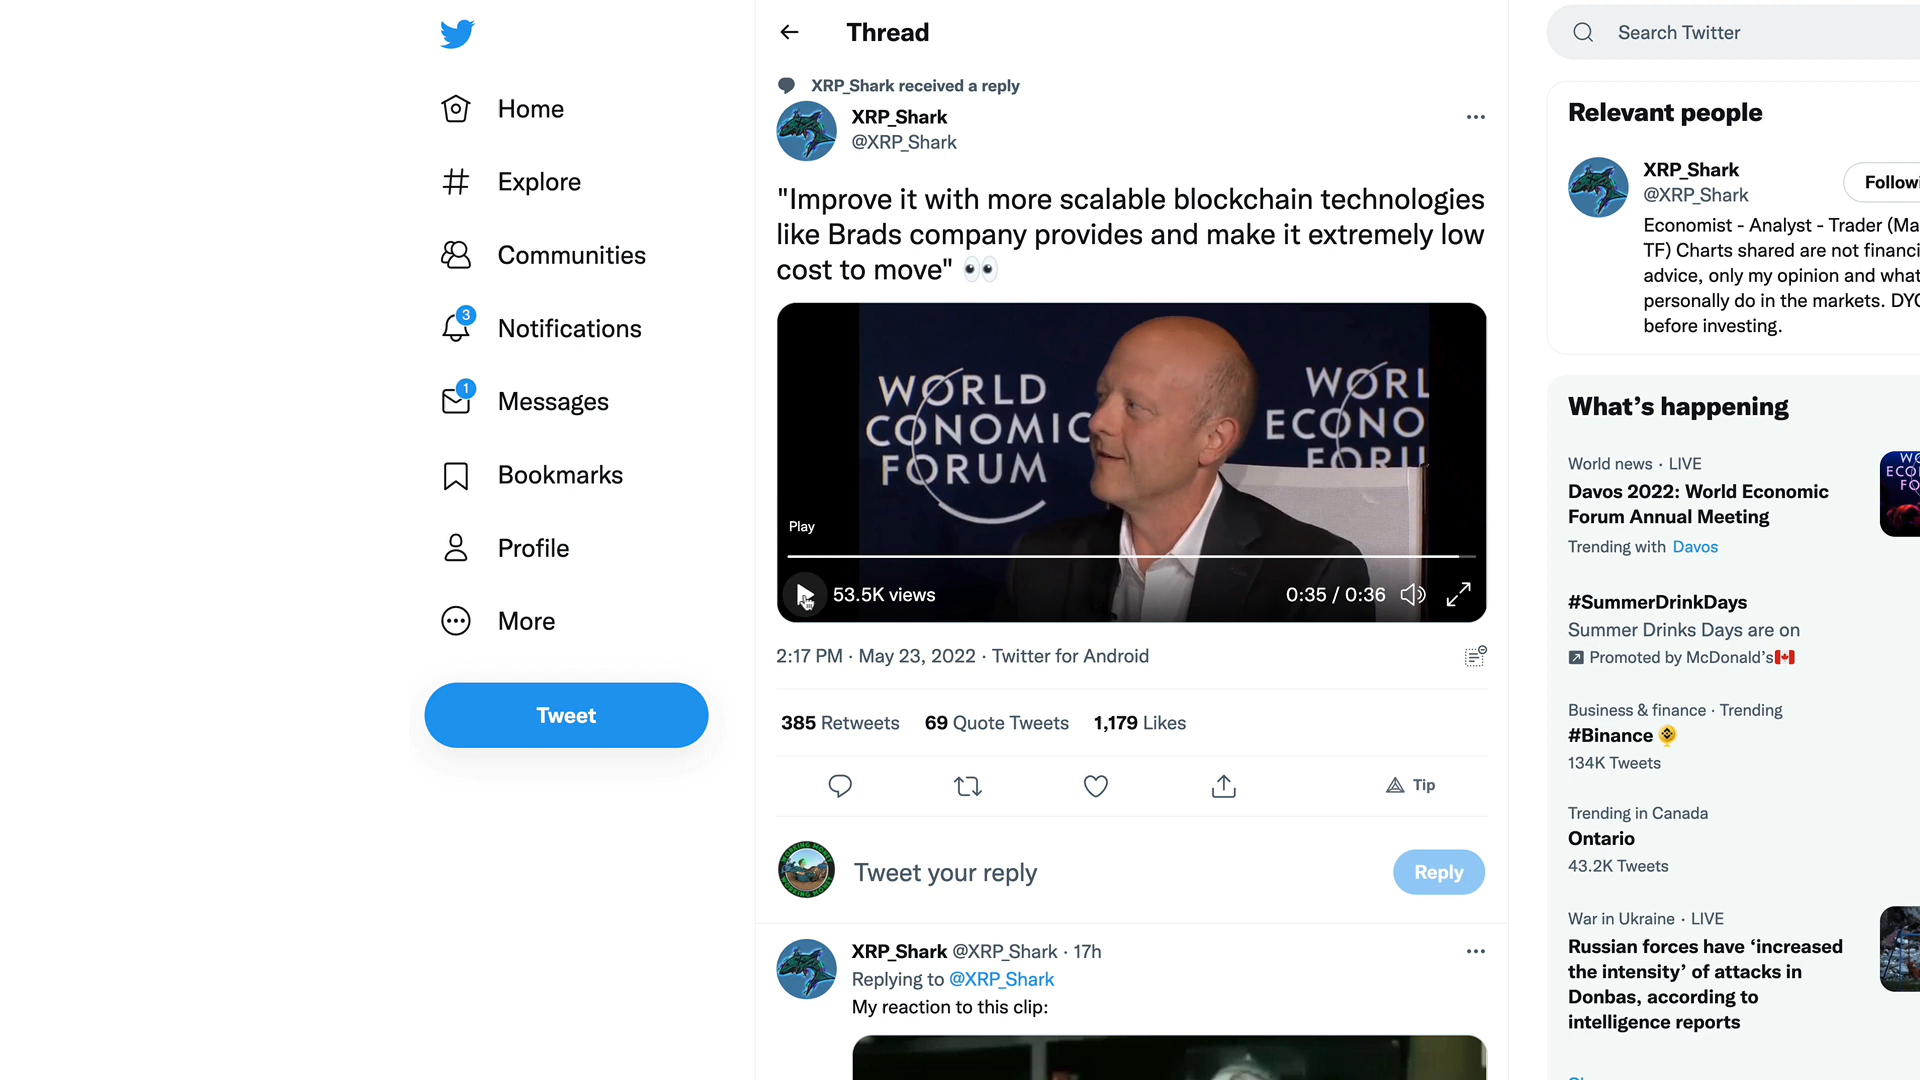 Home
Explore
Communities
3
Notifications
1
Messages
Bookmarks
Profile
More
Tweet
Thread
XRP_Shark received a reply
XRP_Shark
@XRP_Shark
"Improve it with more scalable blockchain technologies
like Brads company provides and make it extremely low
cost to move" 👀
WORLD
ECONOMIC
FORUM
WORL
ECONO
FORU
Play
53.5K views
0:35 / 0:36
2:17 PM · May 23, 2022 · Twitter for Android
385 Retweets 69 Quote Tweets 1,179 Likes
Tip
Tweet your reply
Reply
XRP_Shark @XRP_Shark · 17h
Replying to @XRP_Shark
My reaction to this clip:
Search Twitter
Relevant people
XRP_Shark
@XRP_Shark
Followi
Economist - Analyst - Trader (Ma
TF) Charts shared are not financi
advice, only my opinion and what
personally do in the markets. DYO
before investing.
What's happening
World news · LIVE
Davos 2022: World Economic
Forum Annual Meeting
Trending with Davos
#SummerDrinkDays
Summer Drinks Days are on
Promoted by McDonald's🇨🇦
Business & finance · Trending
#Binance
134K Tweets
Trending in Canada
Ontario
43.2K Tweets
War in Ukraine · LIVE
Russian forces have 'increased
the intensity' of attacks in
Donbas, according to
intelligence reports